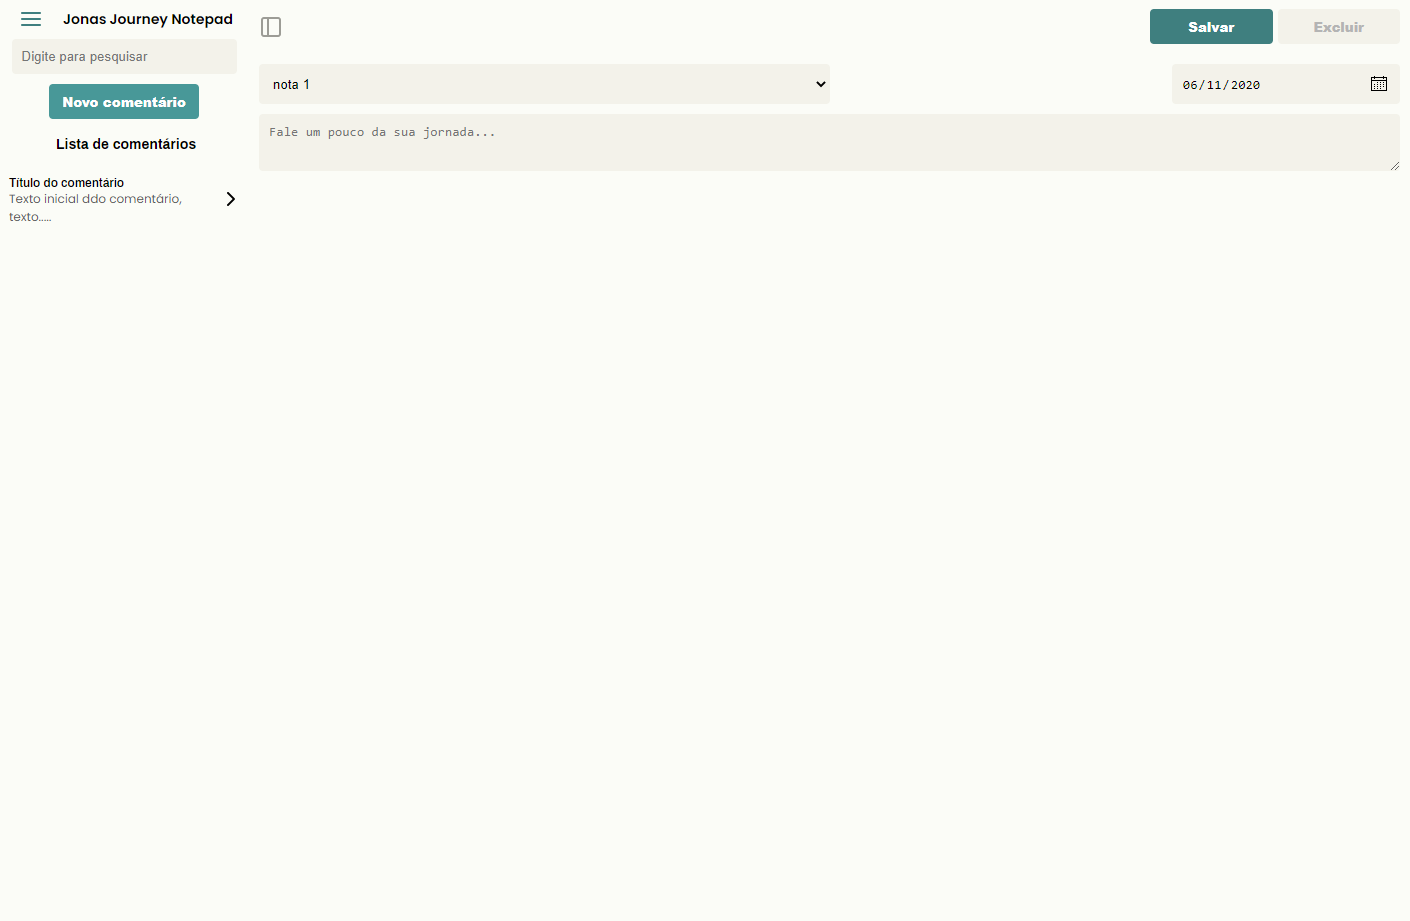 Jonas Journey Notepad
Digite para pesquisar
Novo comentário
Lista de comentários
Título do comentário
Texto inicial ddo comentário,
texto.....
Salvar
Excluir
nota 1
06/11/2020
Fale um pouco da sua jornada...